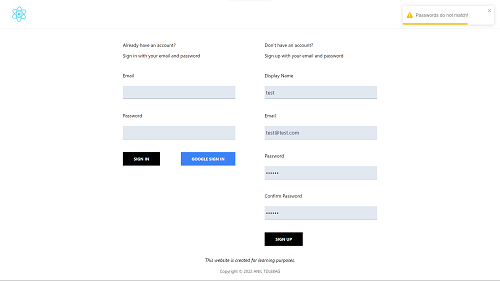 Passwords do not match!
Already have an account?
Sign in with your email and password
Email
Password
SIGN IN
GOOGLE SIGN IN
Don't have an account?
Sign up with your email and password
Display Name
test
Email
test@test.com
Password
••••••
Confirm Password
••••••
SIGN UP
This website is created for learning purposes.
Copyright © 2022 ANIL